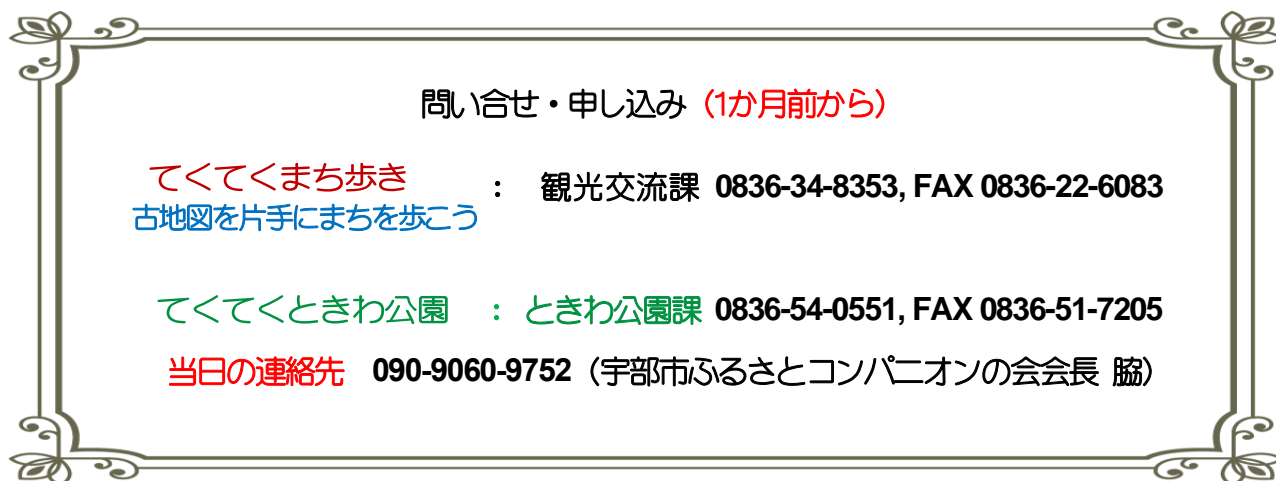 問い合せ・申し込み（1か月前から）
てくてくまち歩き
古地図を片手にまちを歩こう
： 観光交流課 0836-34-8353, FAX 0836-22-6083
てくてくときわ公園 ： ときわ公園課 0836-54-0551, FAX 0836-51-7205
当日の連絡先 090-9060-9752（宇部市ふるさとコンパニオンの会会長 脇）